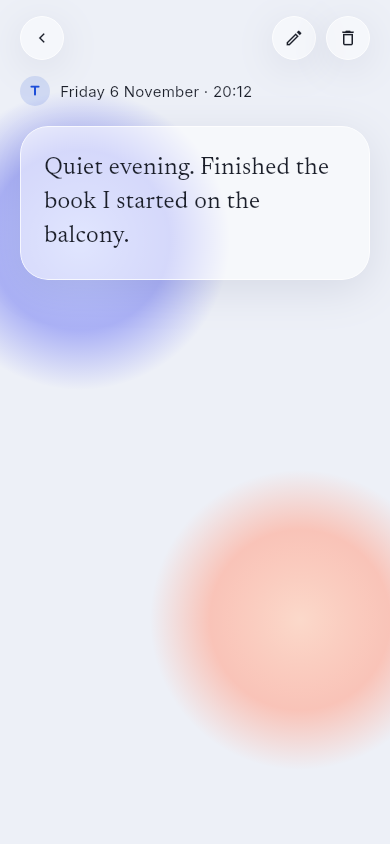 T Friday 6 November · 20:12
Quiet evening. Finished the
book I started on the
balcony.